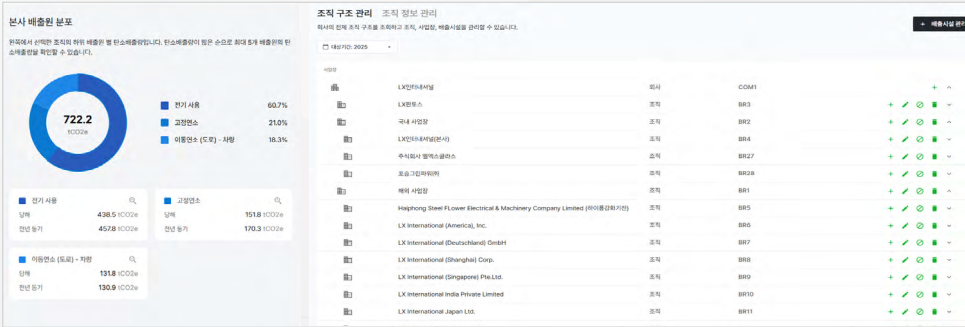 본사 배출원 분포
왼쪽에서 선택한 조직의 하위 배출원 별 탄소배출량입니다. 탄소배출량이 많은 순으로 최대 5개 배출원의 탄
소배출량을 확인할 수 있습니다.
722.2
tCO2e
전기 사용 60.7%
고정연소 21.0%
이동연소 (도로) - 차량 18.3%
전기 사용
당해 438.5 tCO2e
전년 동기 457.8 tCO2e
고정연소
당해 151.8 tCO2e
전년 동기 170.3 tCO2e
이동연소 (도로) - 차량
당해 131.8 tCO2e
전년 동기 130.9 tCO2e
조직 구조 관리 조직 정보 관리
회사의 전체 조직 구조를 조회하고 조직, 사업장, 배출시설을 관리할 수 있습니다.
+ 배출시설 관리
대상기간: 2025
사업장
LX인터내셔널 회사 COM1
LX판토스 조직 BR3
국내 사업장 조직 BR2
LX인터내셔널(본사) 조직 BR4
주식회사 엘엑스글라스 조직 BR27
포승그린파워㈜ 조직 BR28
해외 사업장 조직 BR1
Haiphong Steel FLower Electrical & Machinery Company Limited (하이퐁강화기전) 조직 BR5
LX International (America), Inc. 조직 BR6
LX International (Deutschland) GmbH 조직 BR7
LX International (Shanghai) Corp. 조직 BR8
LX International (Singapore) Pte.Ltd. 조직 BR9
LX International India Private Limited 조직 BR10
LX International Japan Ltd. 조직 BR11